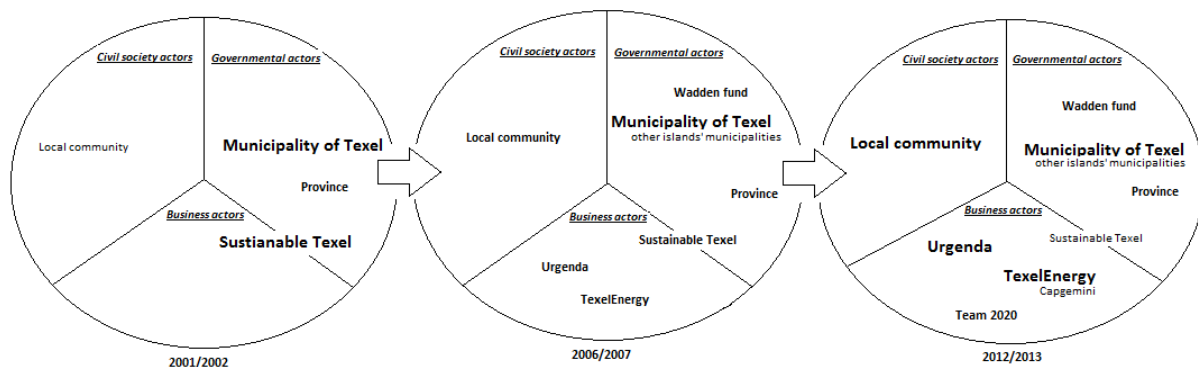 Civil society actors
Governmental actors
Local community
Municipality of Texel
Province
Business actors
Sustianable Texel
2001/2002
Civil society actors
Governmental actors
Wadden fund
Local community
Municipality of Texel
other islands' municipalities
Province
Business actors
Sustainable Texel
Urgenda
TexelEnergy
2006/2007
Civil society actors
Governmental actors
Wadden fund
Local community
Municipality of Texel
other islands' municipalities
Province
Business actors
Urgenda
Sustainable Texel
TexelEnergy
Capgemini
Team 2020
2012/2013